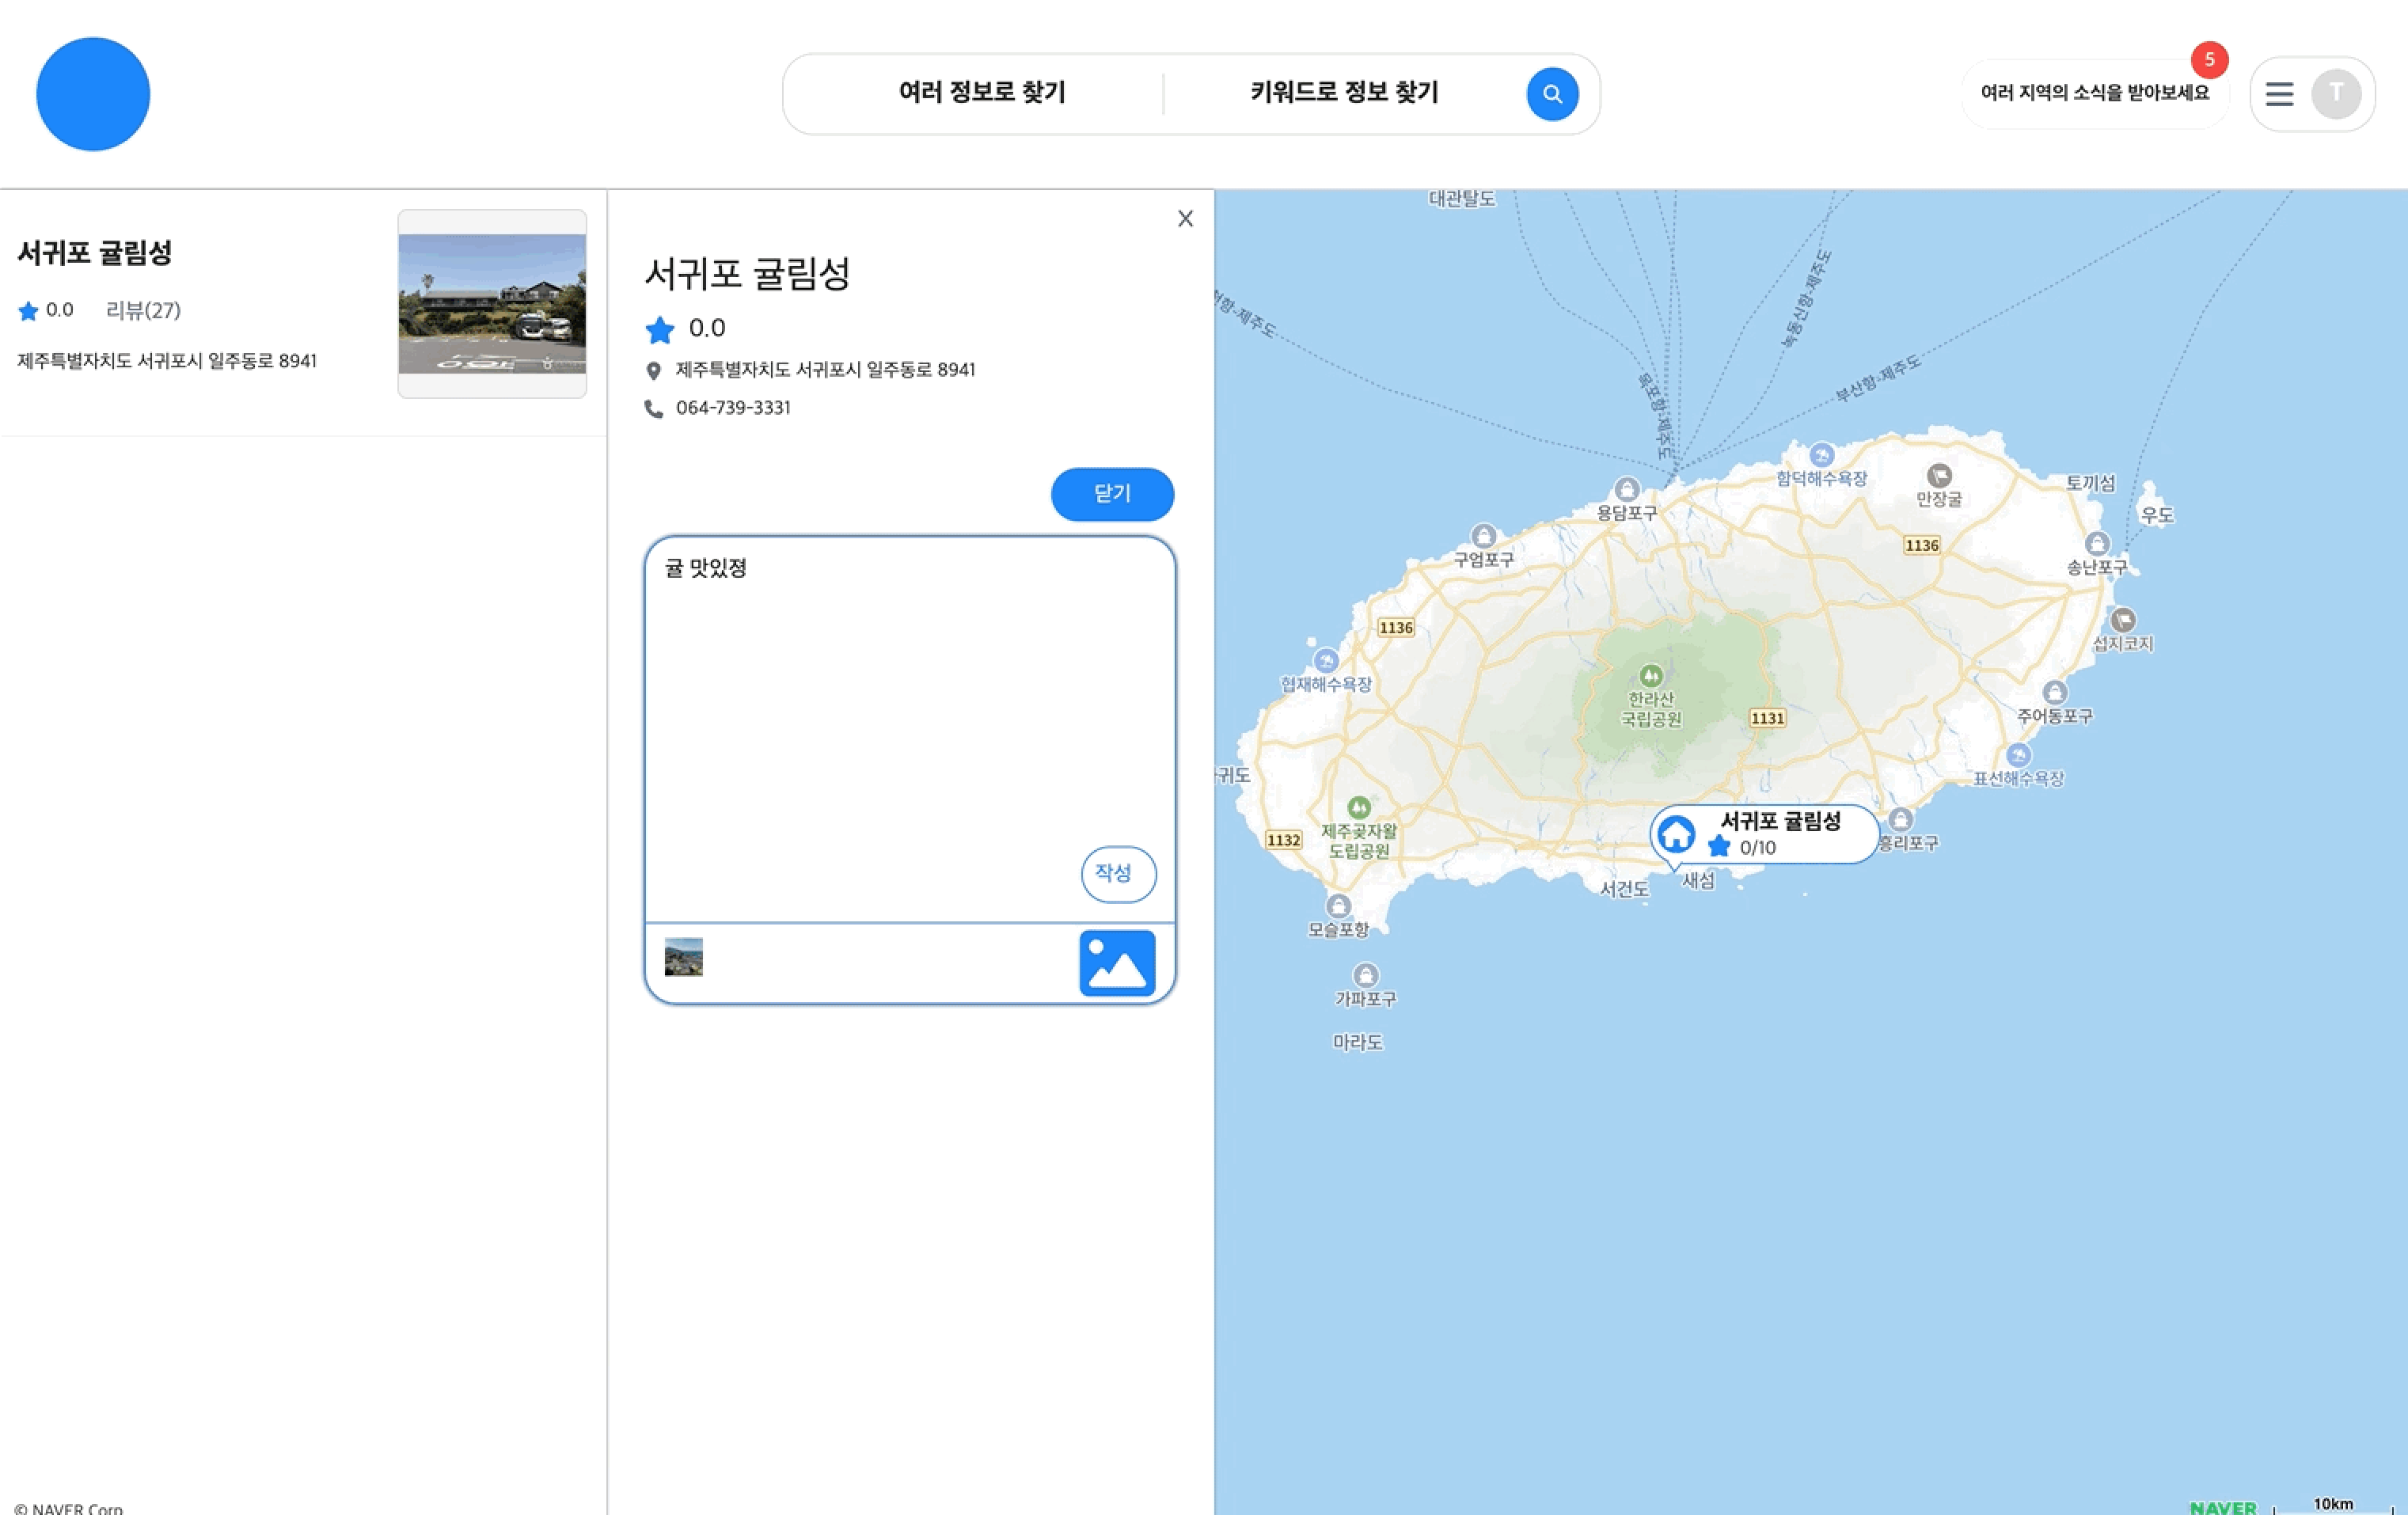 여러 정보로 찾기
키워드로 정보 찾기
여러 지역의 소식을 받아보세요
5
T
서귀포 귤림성
0.0 리뷰(27)
제주특별자치도 서귀포시 일주동로 8941
X
서귀포 귤림성
0.0
제주특별자치도 서귀포시 일주동로 8941
064-739-3331
닫기
귤 맛있졍
작성
대관탈도
녹동신항-제주도
목포항-제주도
부산항-제주도
함덕해수욕장
만장굴
토끼섬
우도
용담포구
구엄포구
1136
송난포구
1136
섭지코지
협재해수욕장
한라산
국립공원
1131
주어동포구
표선해수욕장
귀도
제주곶자왈
도립공원
1132
서귀포 귤림성
0/10
흥리포구
서건도
새섬
모슬포항
가파포구
마라도
© NAVER Corp
NAVER
10km